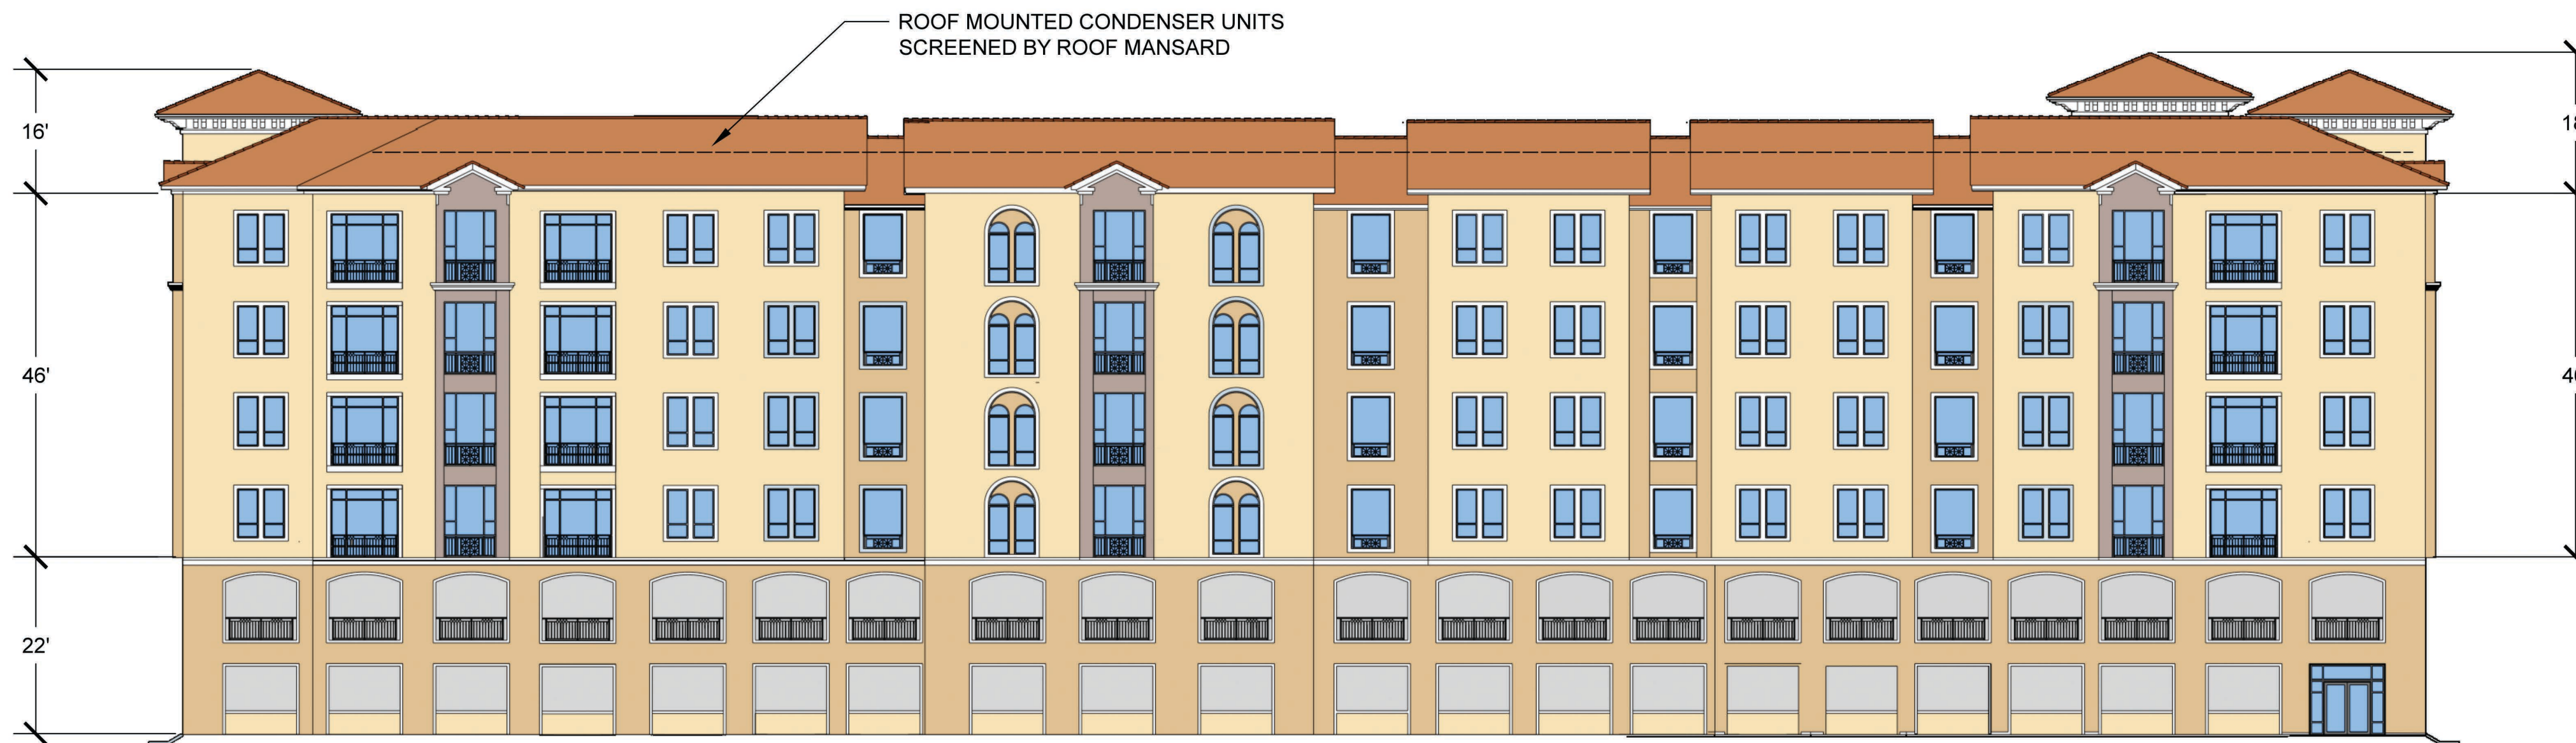 ROOF MOUNTED CONDENSER UNITS
SCREENED BY ROOF MANSARD
16'
46'
22'